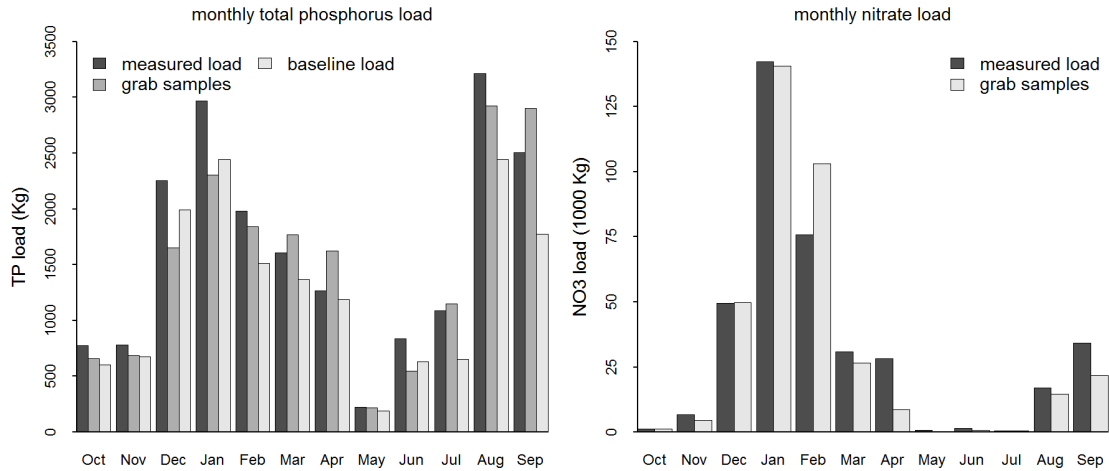 monthly total phosphorus load
TP load (Kg)
3500
3000
2500
2000
1500
1000
500
0
measured load
baseline load
grab samples
Oct Nov Dec Jan Feb Mar Apr May Jun Jul Aug Sep
monthly nitrate load
NO3 load (1000 Kg)
150
125
100
75
50
25
0
measured load
grab samples
Oct Nov Dec Jan Feb Mar Apr May Jun Jul Aug Sep